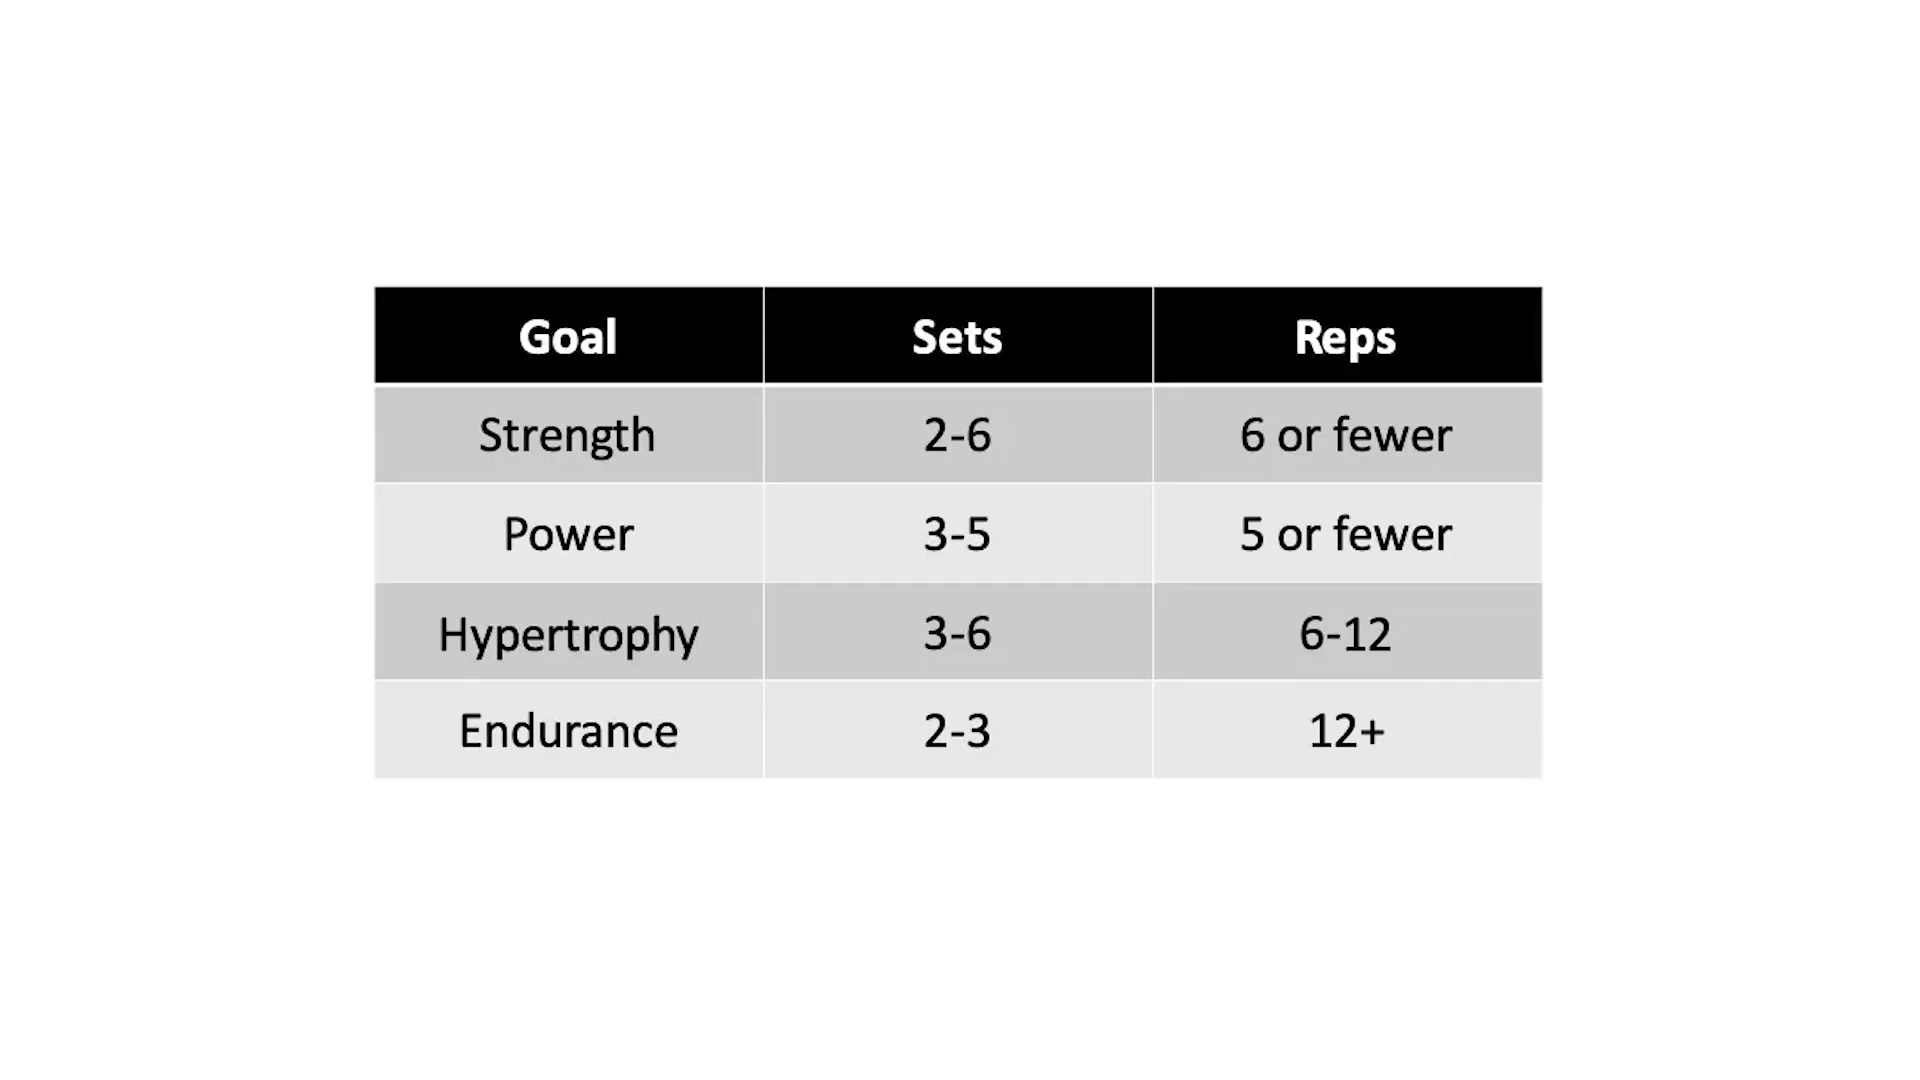 Goal Sets Reps
Strength 2-6 6 or fewer
Power 3-5 5 or fewer
Hypertrophy 3-6 6-12
Endurance 2-3 12+